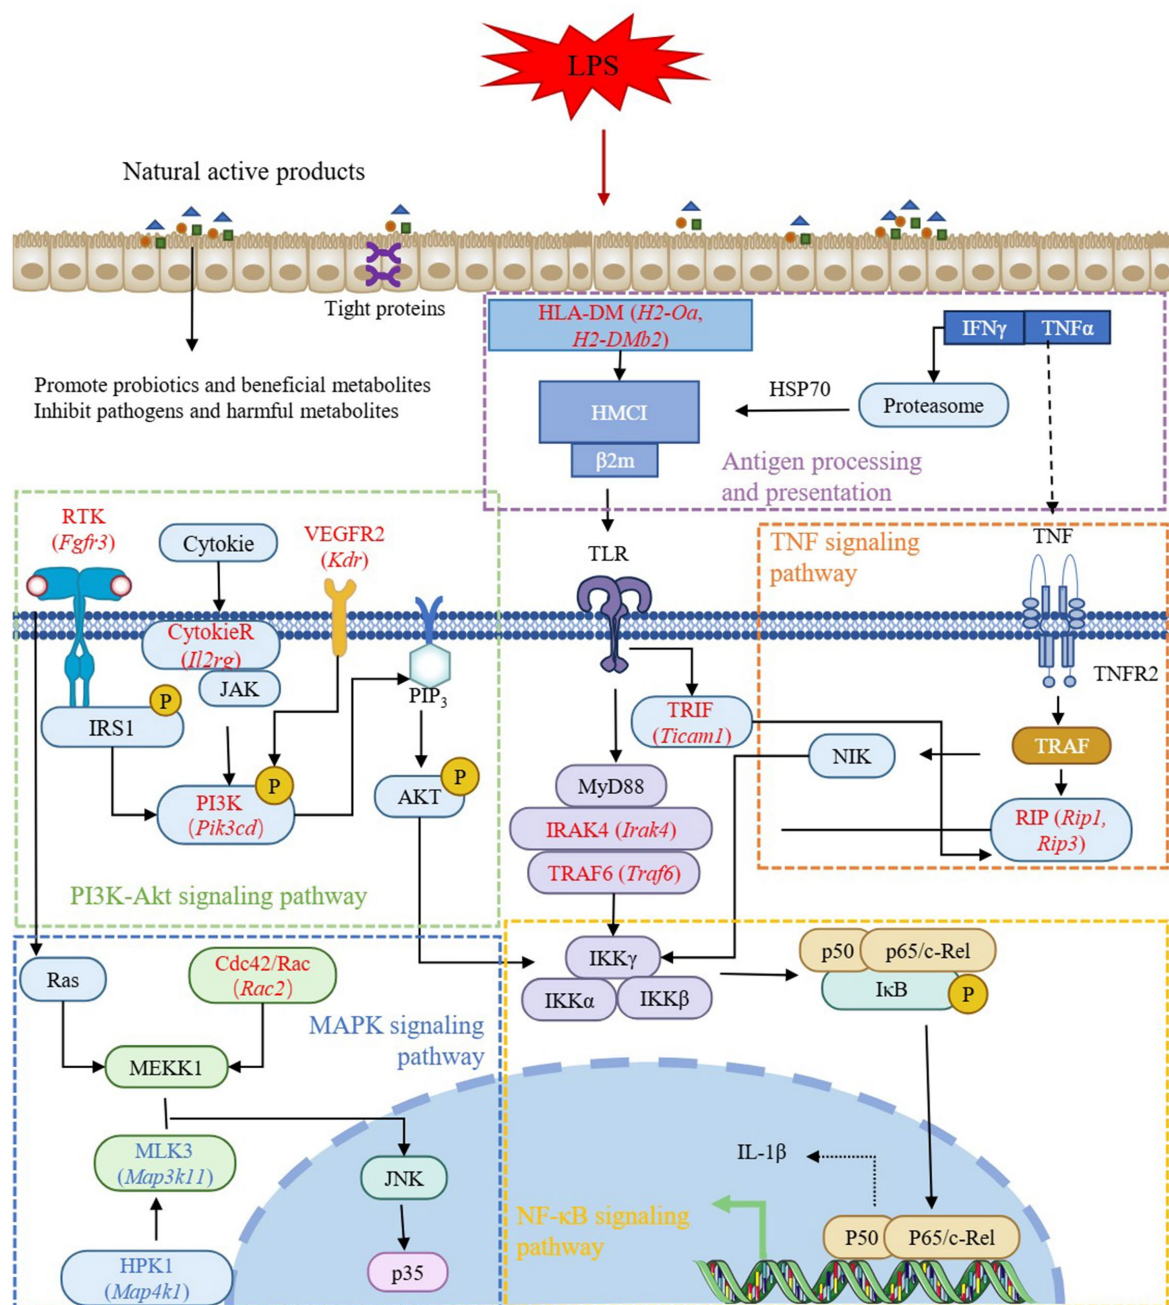 LPS
Natural active products
Tight proteins
Promote probiotics and beneficial metabolites
Inhibit pathogens and harmful metabolites
HLA-DM (H2-Oa,
H2-DMb2)
IFNγ
TNFα
HSP70
Proteasome
HMCI
β2m
Antigen processing
and presentation
RTK
(Fgfr3)
Cytokie
VEGFR2
(Kdr)
CytokieR
(Il2rg)
JAK
P
IRS1
PIP3
P
PI3K
(Pik3cd)
P
AKT
PI3K-Akt signaling pathway
TLR
TRIF
(Ticam1)
MyD88
IRAK4 (Irak4)
TRAF6 (Traf6)
TNF signaling
pathway
TNF
TNFR2
TRAF
NIK
RIP (Rip1,
Rip3)
Ras
Cdc42/Rac
(Rac2)
MAPK signaling
pathway
MEKK1
MLK3
(Map3k11)
JNK
HPK1
(Map4k1)
p35
IKKγ
IKKα
IKKβ
p50
p65/c-Rel
IκB
P
IL-1β
NF-κB signaling
pathway
P50
P65/c-Rel